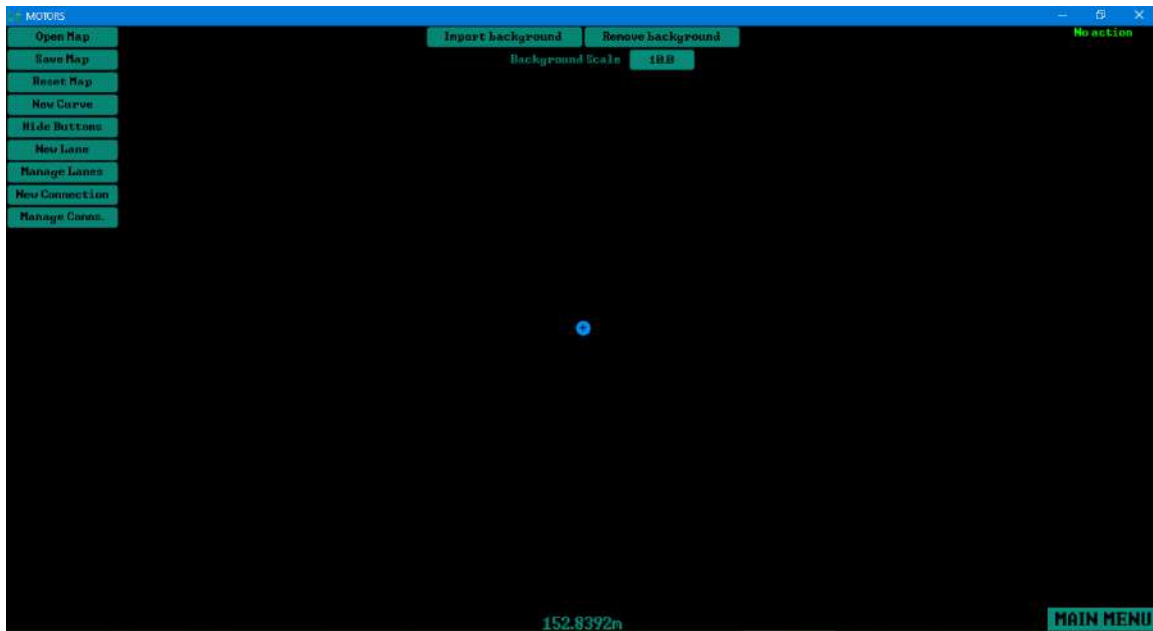 MOTORS
Open Map
Save Map
Reset Map
New Curve
Hide Buttons
New Lane
Manage Lanes
New Connection
Manage Conns.
Import background Remove background
Background Scale 10.0
No action
152.8392m
MAIN MENU